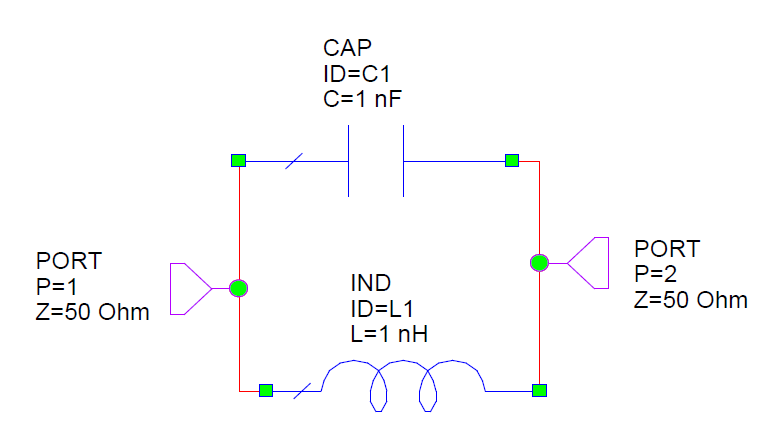 CAP
ID=C1
C=1 nF
PORT
P=1
Z=50 Ohm
IND
ID=L1
L=1 nH
PORT
P=2
Z=50 Ohm